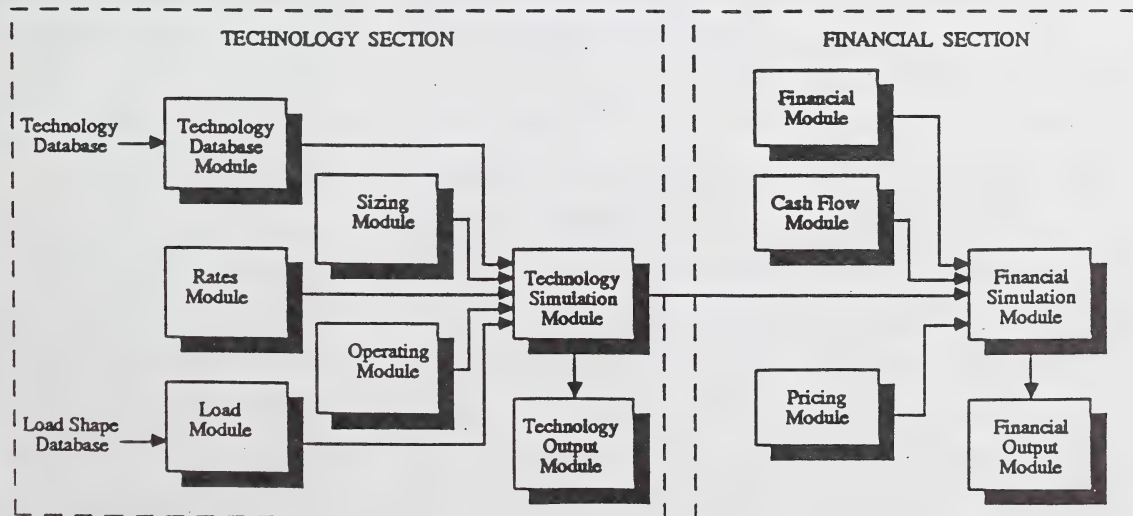 TECHNOLOGY SECTION
FINANCIAL SECTION
Technology
Database
Technology
Database
Module
Sizing
Module
Rates
Module
Operating
Module
Load Shape
Database
Load
Module
Technology
Simulation
Module
Technology
Output
Module
Financial
Module
Cash Flow
Module
Pricing
Module
Financial
Simulation
Module
Financial
Output
Module